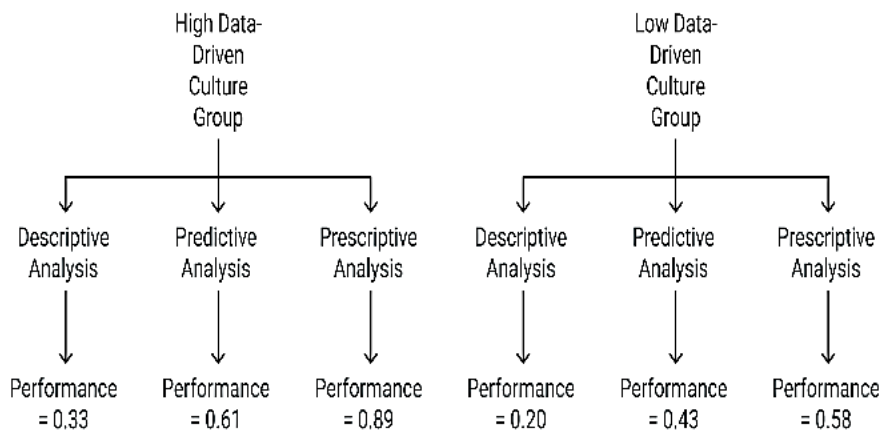 High Data-
Driven
Culture
Group
Low Data-
Driven
Culture
Group
Descriptive
Analysis
Predictive
Analysis
Prescriptive
Analysis
Descriptive
Analysis
Predictive
Analysis
Prescriptive
Analysis
Performance
= 0.33
Performance
= 0.61
Performance
= 0.89
Performance
= 0.20
Performance
= 0.43
Performance
= 0.58